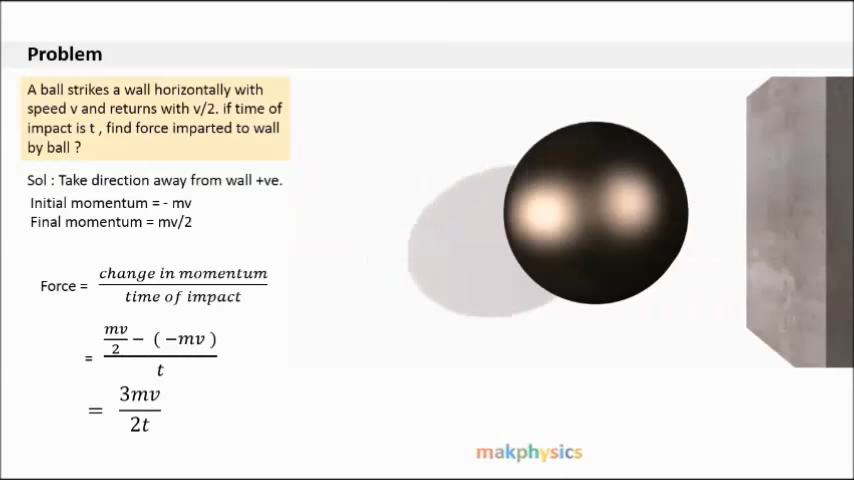 Problem
A ball strikes a wall horizontally with
speed v and returns with v/2. if time of
impact is t , find force imparted to wall
by ball ?
Sol : Take direction away from wall +ve.
Initial momentum = - mv
Final momentum = mv/2
Force = change in momentum / time of impact
= (mv/2 − ( −mv )) / t
= 3mv / 2t
makphysics